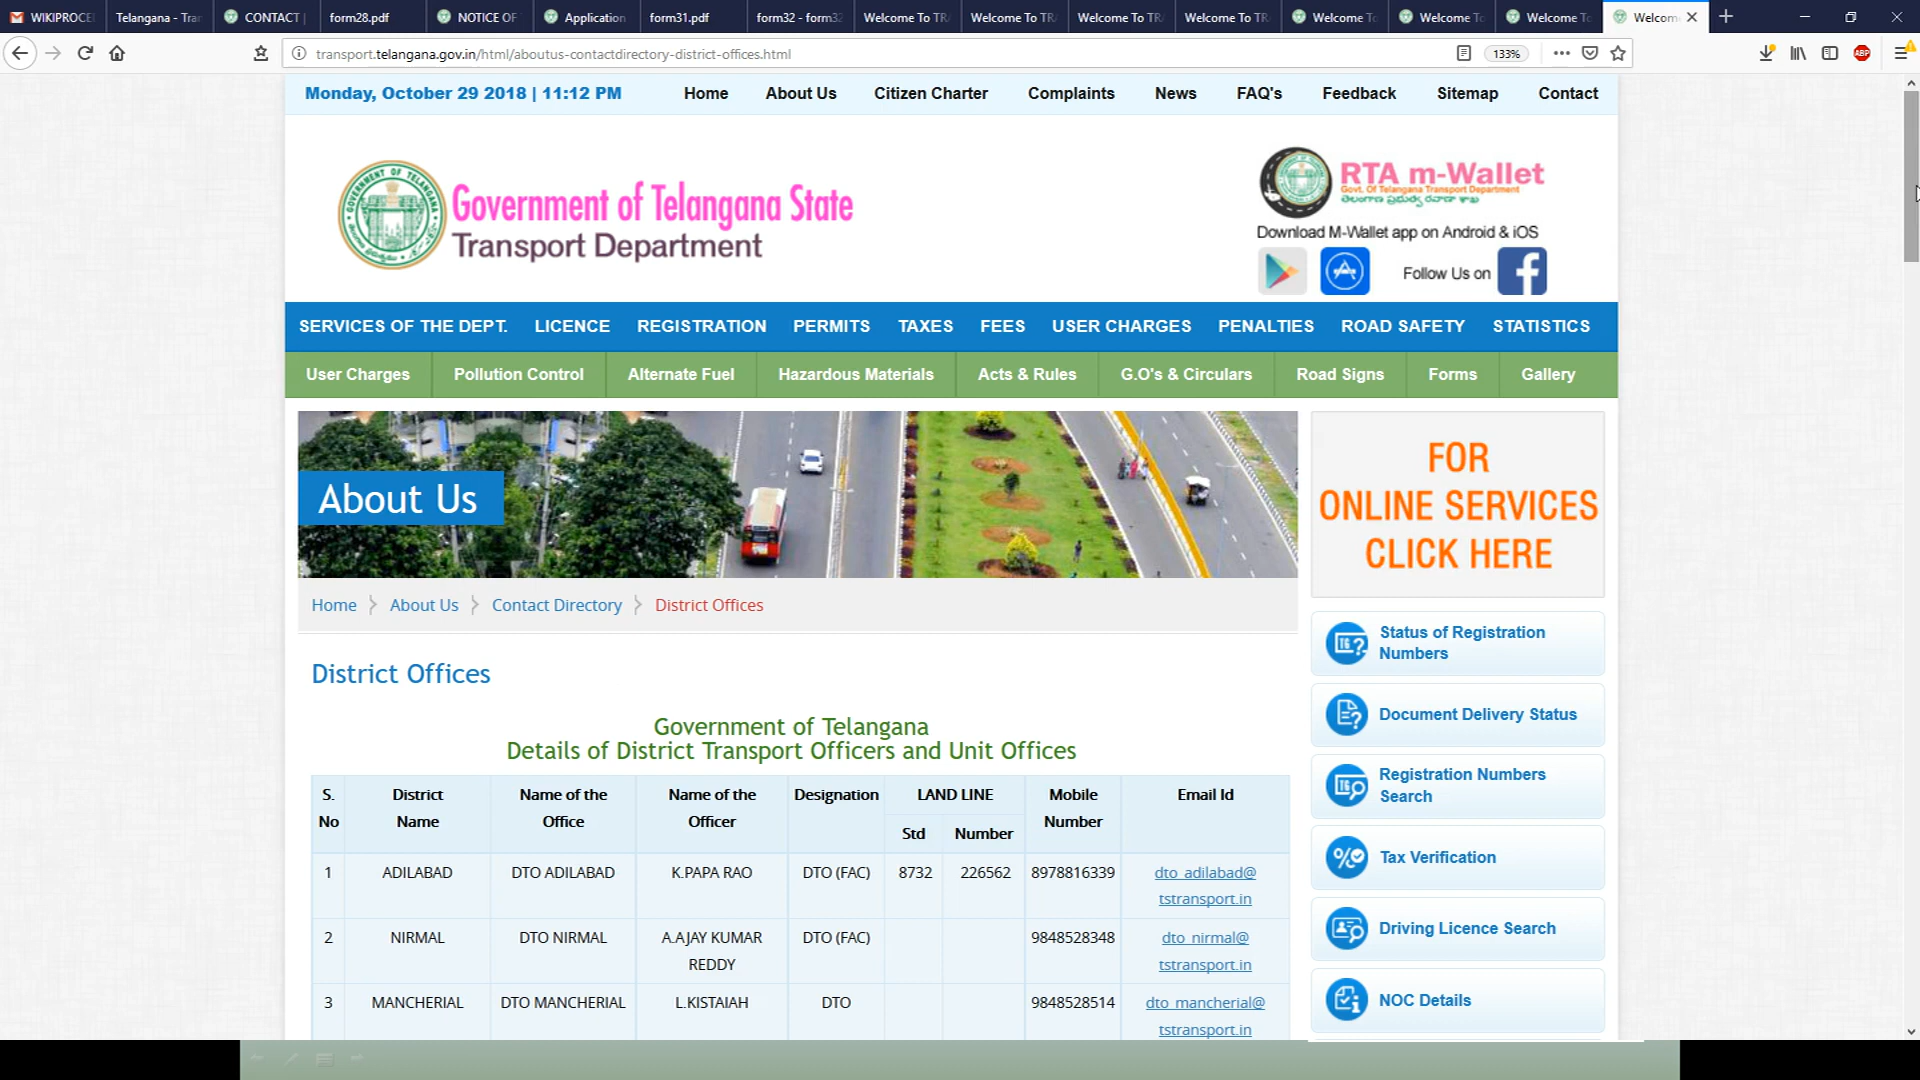 WIKIPROCE
Telangana - Tra
CONTACT |
form28.pdf
NOTICE OF
Application
form31.pdf
form32 - form32
Welcome To TRA
Welcome To TRA
Welcome To TRA
Welcome To TR
Welcome To
Welcome To
Welcome To
Welcom
transport.telangana.gov.in/html/aboutus-contactdirectory-district-offices.html
133%
ABP
Monday, October 29 2018 | 11:12 PM
Home
About Us
Citizen Charter
Complaints
News
FAQ's
Feedback
Sitemap
Contact
Government of Telangana State
Transport Department
RTA m-Wallet
Govt. Of Telangana Transport Department
తెలంగాణ ప్రభుత్వ రవాణా శాఖ
Download M-Wallet app on Android & iOS
Follow Us on
SERVICES OF THE DEPT.
LICENCE
REGISTRATION
PERMITS
TAXES
FEES
USER CHARGES
PENALTIES
ROAD SAFETY
STATISTICS
User Charges
Pollution Control
Alternate Fuel
Hazardous Materials
Acts & Rules
G.O's & Circulars
Road Signs
Forms
Gallery
About Us
FOR
ONLINE SERVICES
CLICK HERE
Home
About Us
Contact Directory
District Offices
District Offices
Government of Telangana
Details of District Transport Officers and Unit Offices
S. No
District Name
Name of the Office
Name of the Officer
Designation
LAND LINE
Std
Number
Mobile Number
Email Id
1 ADILABAD DTO ADILABAD K.PAPA RAO DTO (FAC) 8732 226562 8978816339 dto_adilabad@
tstransport.in
2 NIRMAL DTO NIRMAL A.AJAY KUMAR DTO (FAC) 9848528348 dto_nirmal@
REDDY tstransport.in
3 MANCHERIAL DTO MANCHERIAL L.KISTAIAH DTO 9848528514 dto_mancherial@
tstransport.in
Status of Registration
Numbers
Document Delivery Status
Registration Numbers
Search
Tax Verification
Driving Licence Search
NOC Details